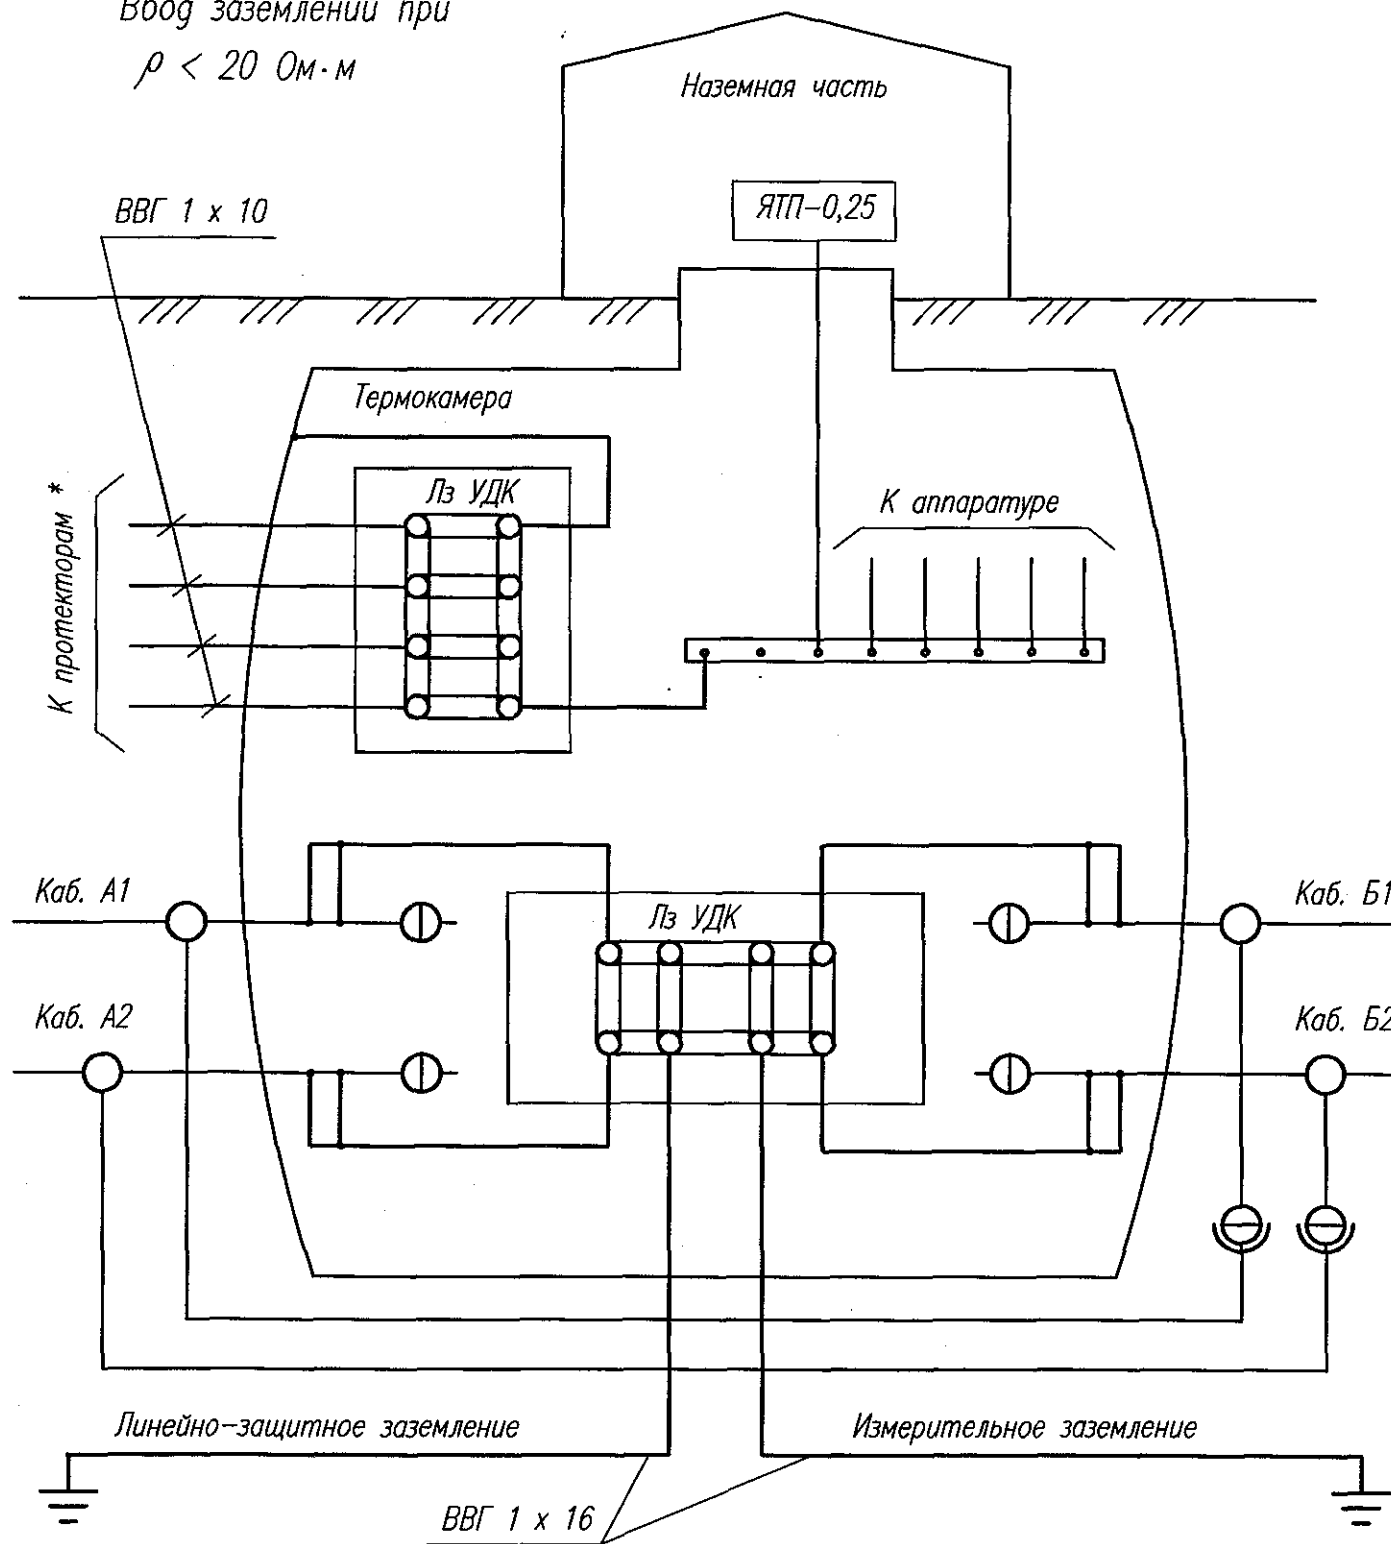 Ввод заземлений при
ρ < 20 Ом·м
Наземная часть
ВВГ 1 х 10
ЯТП-0,25
Термокамера
Лз УДК
К аппаратуре
К протекторам *
Каб. А1
Каб. Б1
Лз УДК
Каб. А2
Каб. Б2
Линейно-защитное заземление
Измерительное заземление
ВВГ 1 х 16